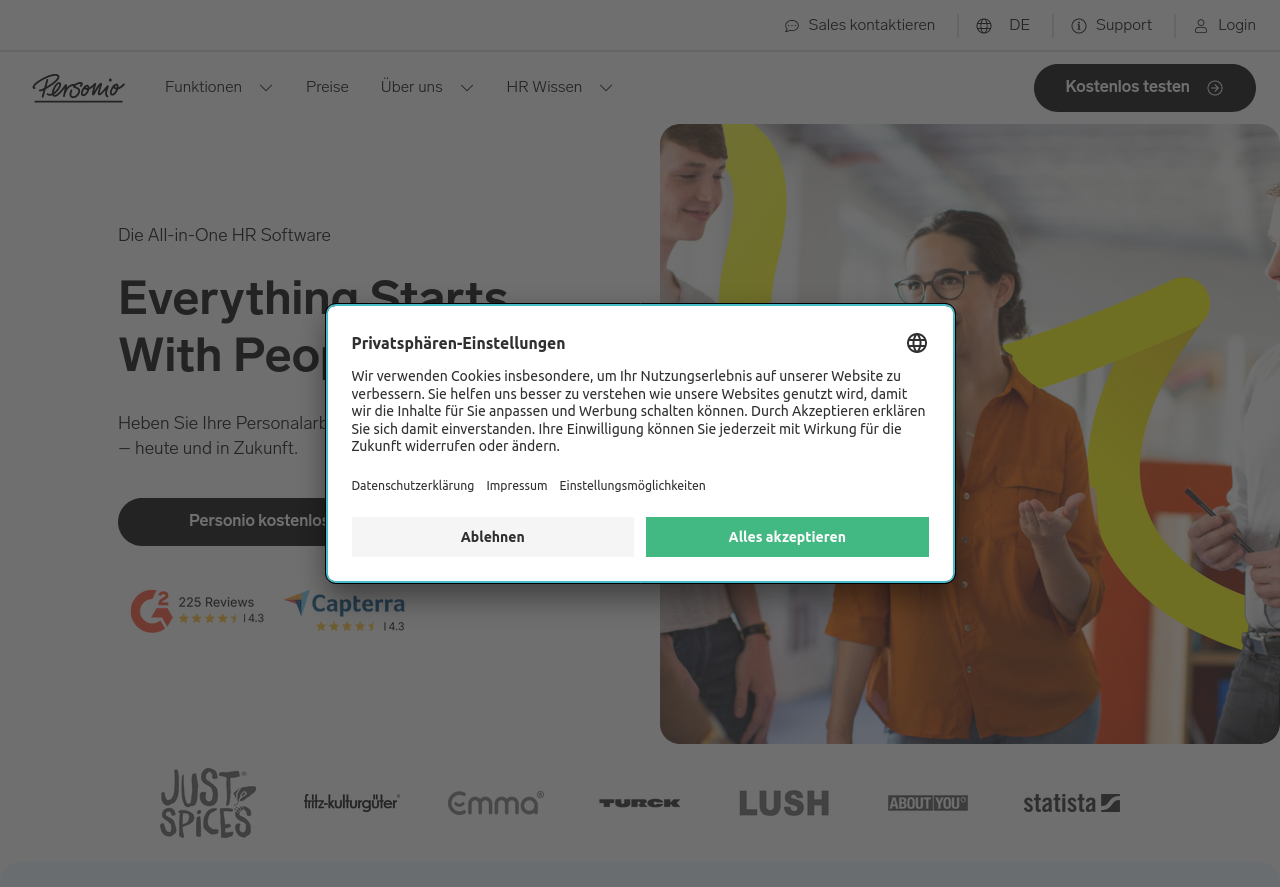 Sales kontaktieren
DE
Support
Login
Personio
Funktionen
Preise
Über uns
HR Wissen
Kostenlos testen
Die All-in-One HR Software
Everything Starts
With Peop
Heben Sie Ihre Personalarb
– heute und in Zukunft.
Personio kostenlos
225 Reviews
4.3
Capterra
4.3
Privatsphären-Einstellungen
Wir verwenden Cookies insbesondere, um Ihr Nutzungserlebnis auf unserer Website zu
verbessern. Sie helfen uns besser zu verstehen wie unsere Websites genutzt wird, damit
wir die Inhalte für Sie anpassen und Werbung schalten können. Durch Akzeptieren erklären
Sie sich damit einverstanden. Ihre Einwilligung können Sie jederzeit mit Wirkung für die
Zukunft widerrufen oder ändern.
Datenschutzerklärung Impressum Einstellungsmöglichkeiten
Ablehnen
Alles akzeptieren
JUST SPICES
fritz-kulturgüter
emma
TURCK
LUSH
ABOUT YOU
statista